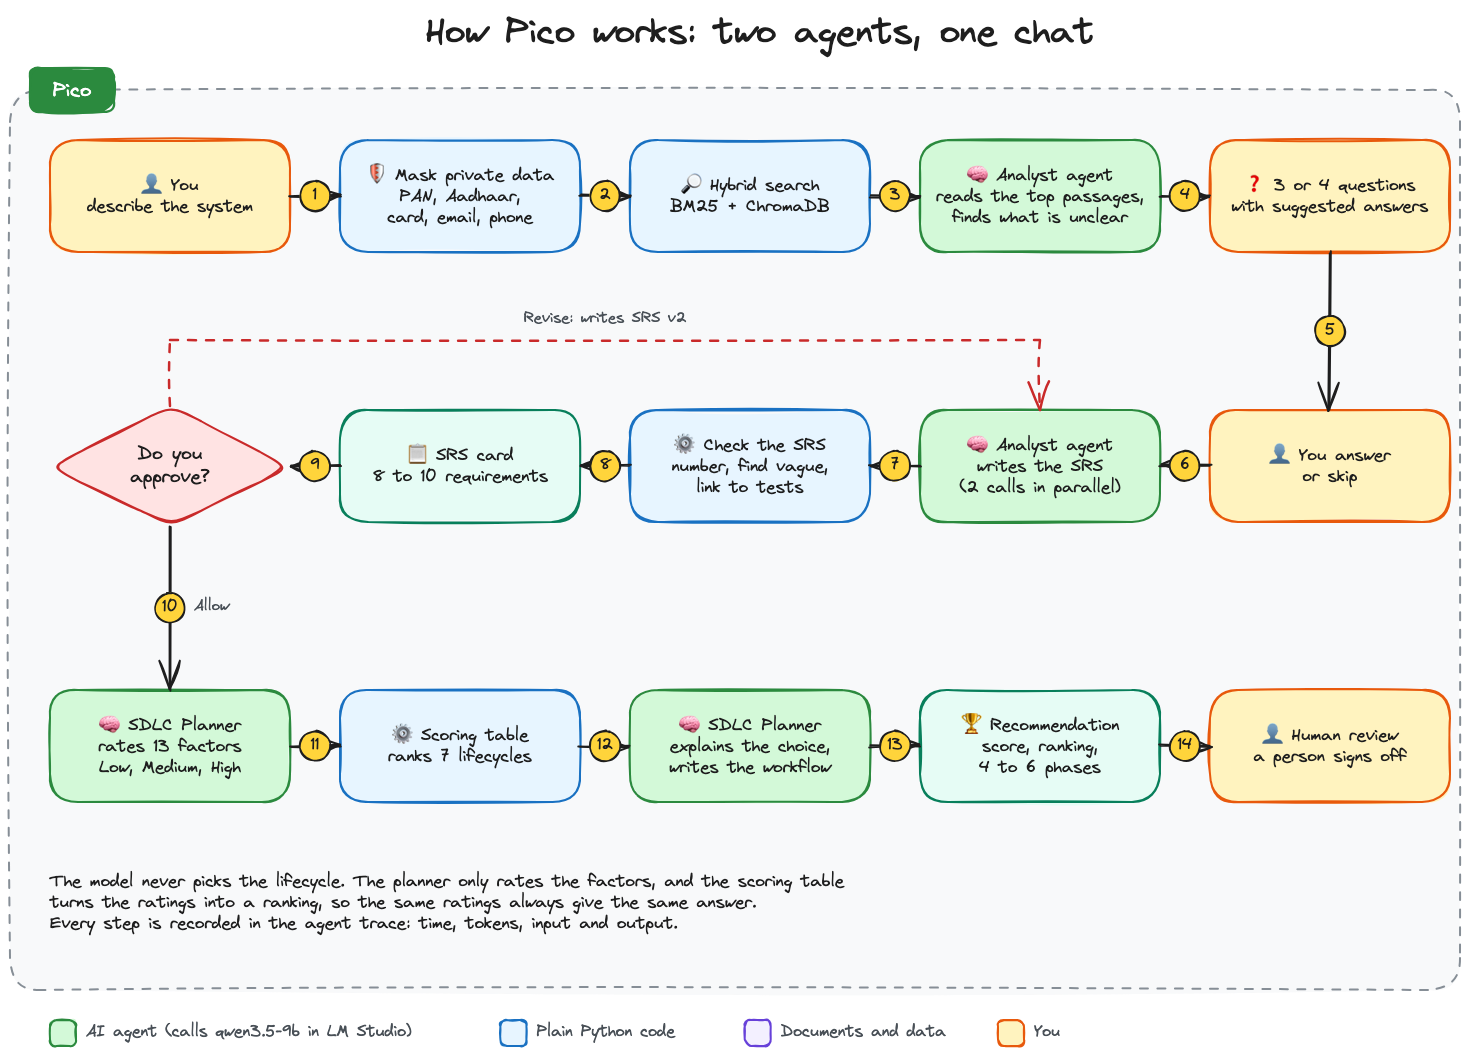 How Pico works: two agents, one chat
Pico
You
describe the system
1
Mask private data
PAN, Aadhaar,
card, email, phone
2
Hybrid search
BM25 + ChromaDB
3
Analyst agent
reads the top passages,
finds what is unclear
4
3 or 4 questions
with suggested answers
5
Revise: writes SRS v2
You answer
or skip
6
Analyst agent
writes the SRS
(2 calls in parallel)
7
Check the SRS
number, find vague,
link to tests
8
SRS card
8 to 10 requirements
9
Do you
approve?
10
Allow
SDLC Planner
rates 13 factors
Low, Medium, High
11
Scoring table
ranks 7 lifecycles
12
SDLC Planner
explains the choice,
writes the workflow
13
Recommendation
score, ranking,
4 to 6 phases
14
Human review
a person signs off
The model never picks the lifecycle. The planner only rates the factors, and the scoring table
turns the ratings into a ranking, so the same ratings always give the same answer.
Every step is recorded in the agent trace: time, tokens, input and output.
AI agent (calls qwen3.5-9b in LM Studio)
Plain Python code
Documents and data
You